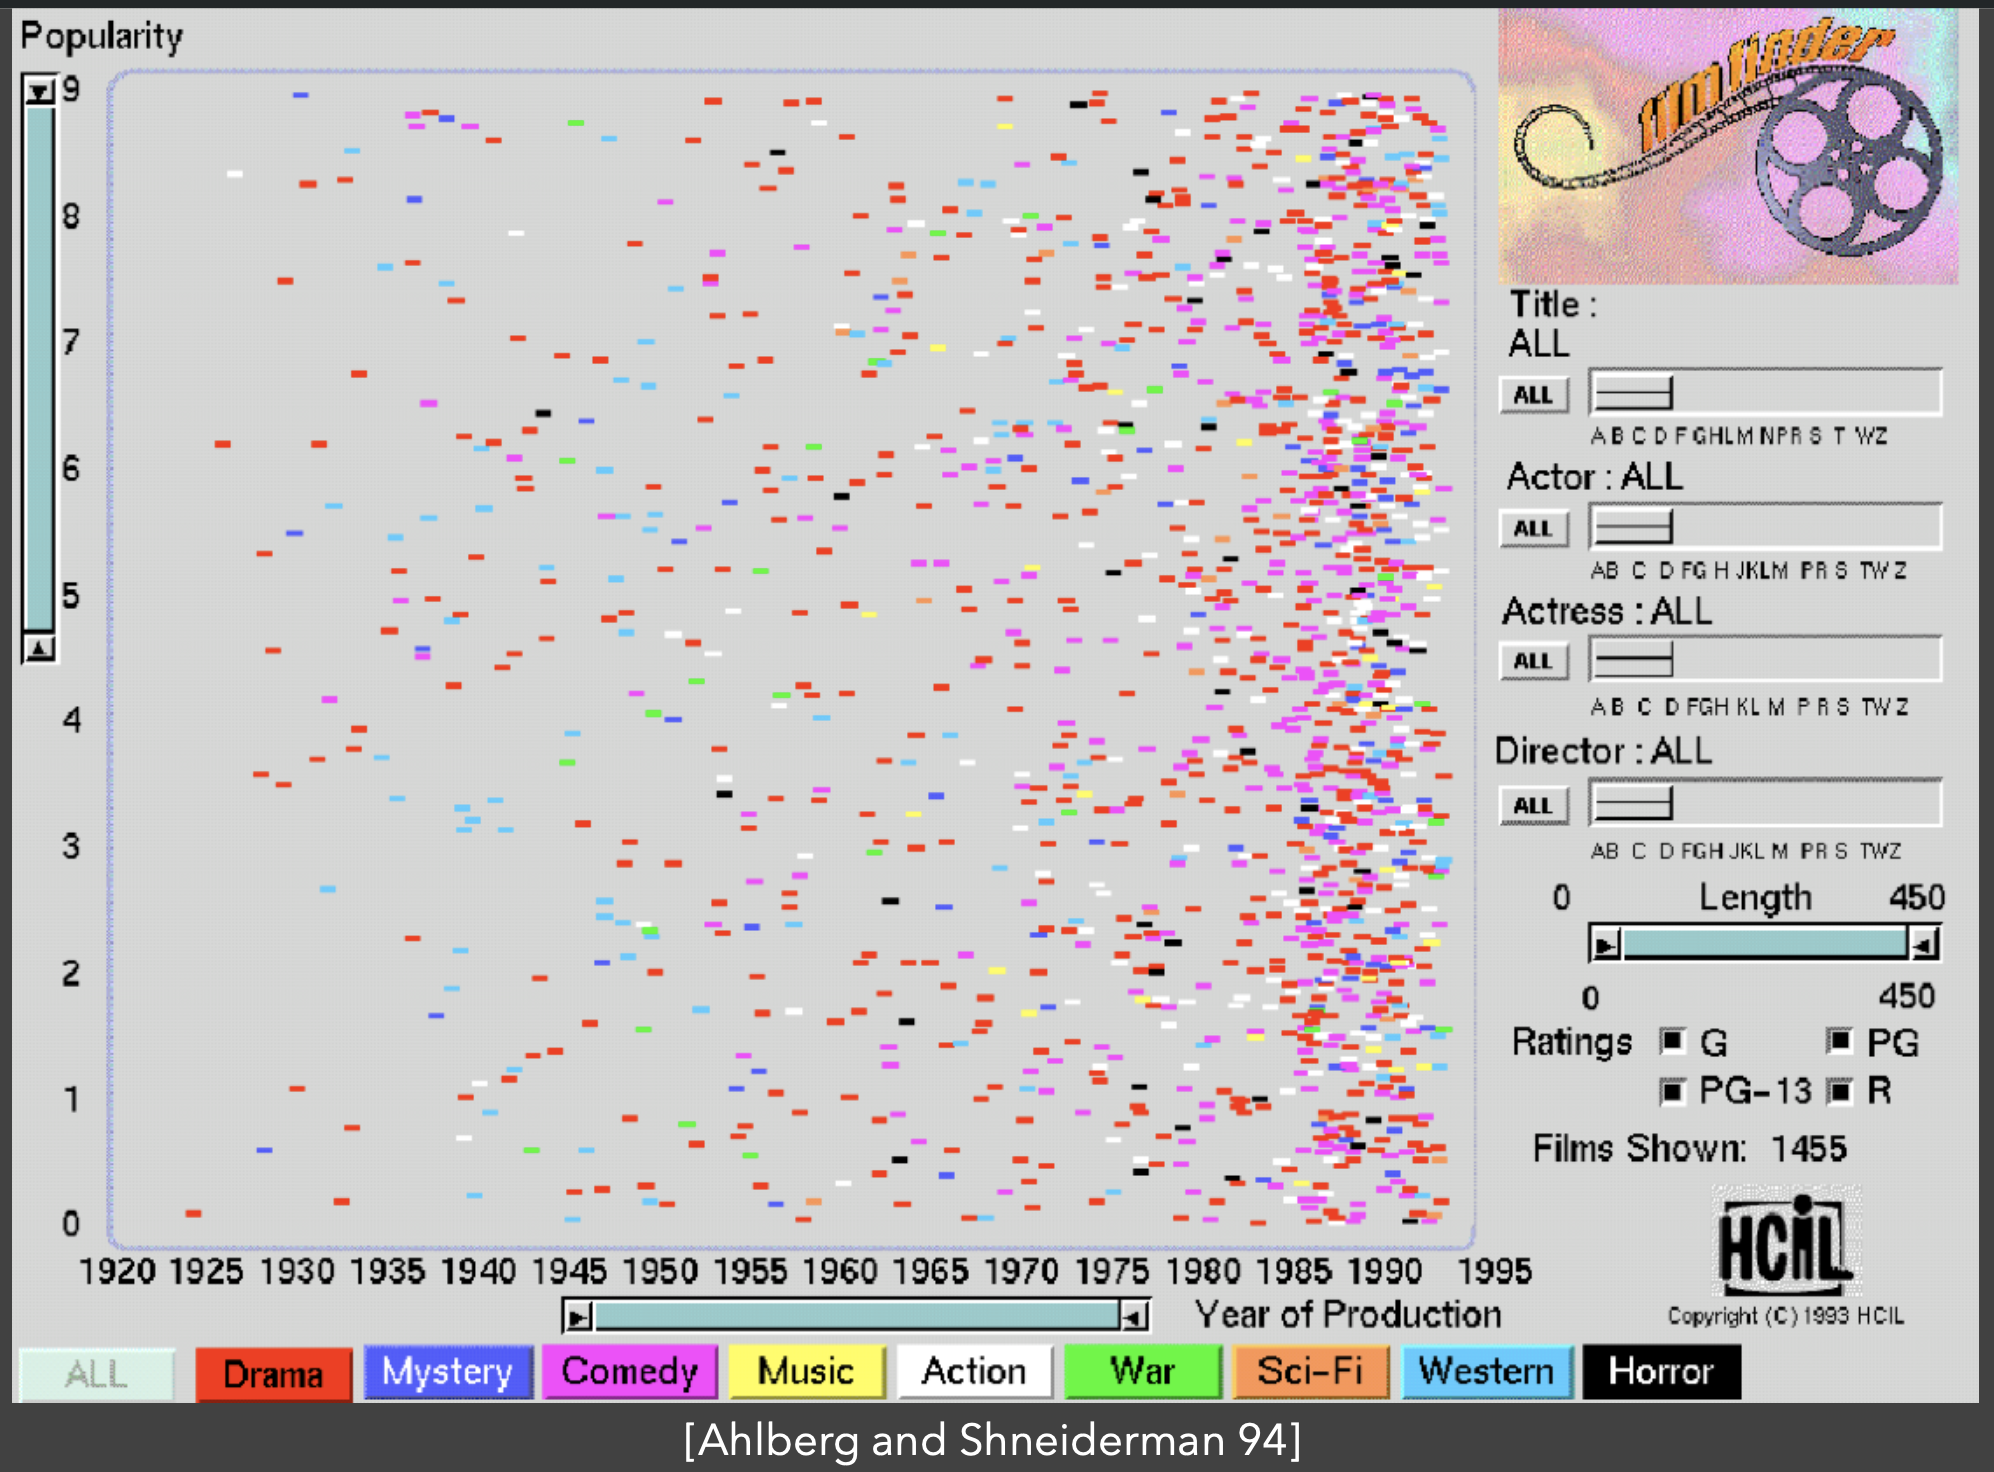 Popularity
film finder
9
8
7
6
5
4
3
2
1
0
1920 1925 1930 1935 1940 1945 1950 1955 1960 1965 1970 1975 1980 1985 1990 1995
Year of Production
Title :
ALL
ALL
A B C D F G H L M N P R S T W Z
Actor : ALL
ALL
A B C D F G H J K L M P R S T W Z
Actress : ALL
ALL
A B C D F G H K L M P R S T W Z
Director : ALL
ALL
A B C D F G H J K L M P R S T W Z
0 Length 450
0 450
Ratings G PG
PG-13 R
Films Shown: 1455
HCIL
Copyright (C) 1993 HCIL
ALL Drama Mystery Comedy Music Action War Sci-Fi Western Horror
[Ahlberg and Shneiderman 94]